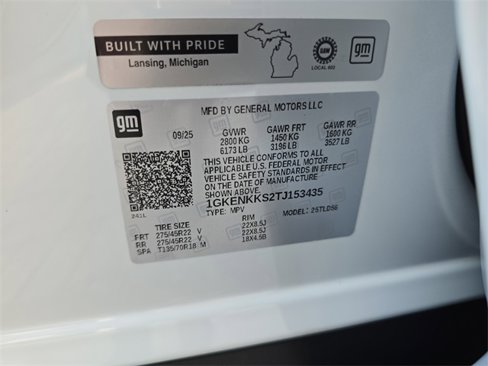 BUILT WITH PRIDE
Lansing, Michigan
UAW
LOCAL 602
gm
gm
MFD BY GENERAL MOTORS LLC
09/25 GVWR GAWR FRT GAWR RR
2800 KG 1450 KG 1600 KG
6173 LB 3196 LB 3527 LB
THIS VEHICLE CONFORMS TO ALL
APPLICABLE U.S. FEDERAL MOTOR
VEHICLE SAFETY STANDARDS IN EFFECT
ON THE DATE OF MANUFACTURE
SHOWN ABOVE.
1GKENKKS2TJ153435
TYPE: MPV MODEL:
241L
TIRE SIZE RIM
FRT 275/45R22 V 22X8.5J
RR 275/45R22 V 22X8.5J
SPA T135/70R18 M 18X4.5B